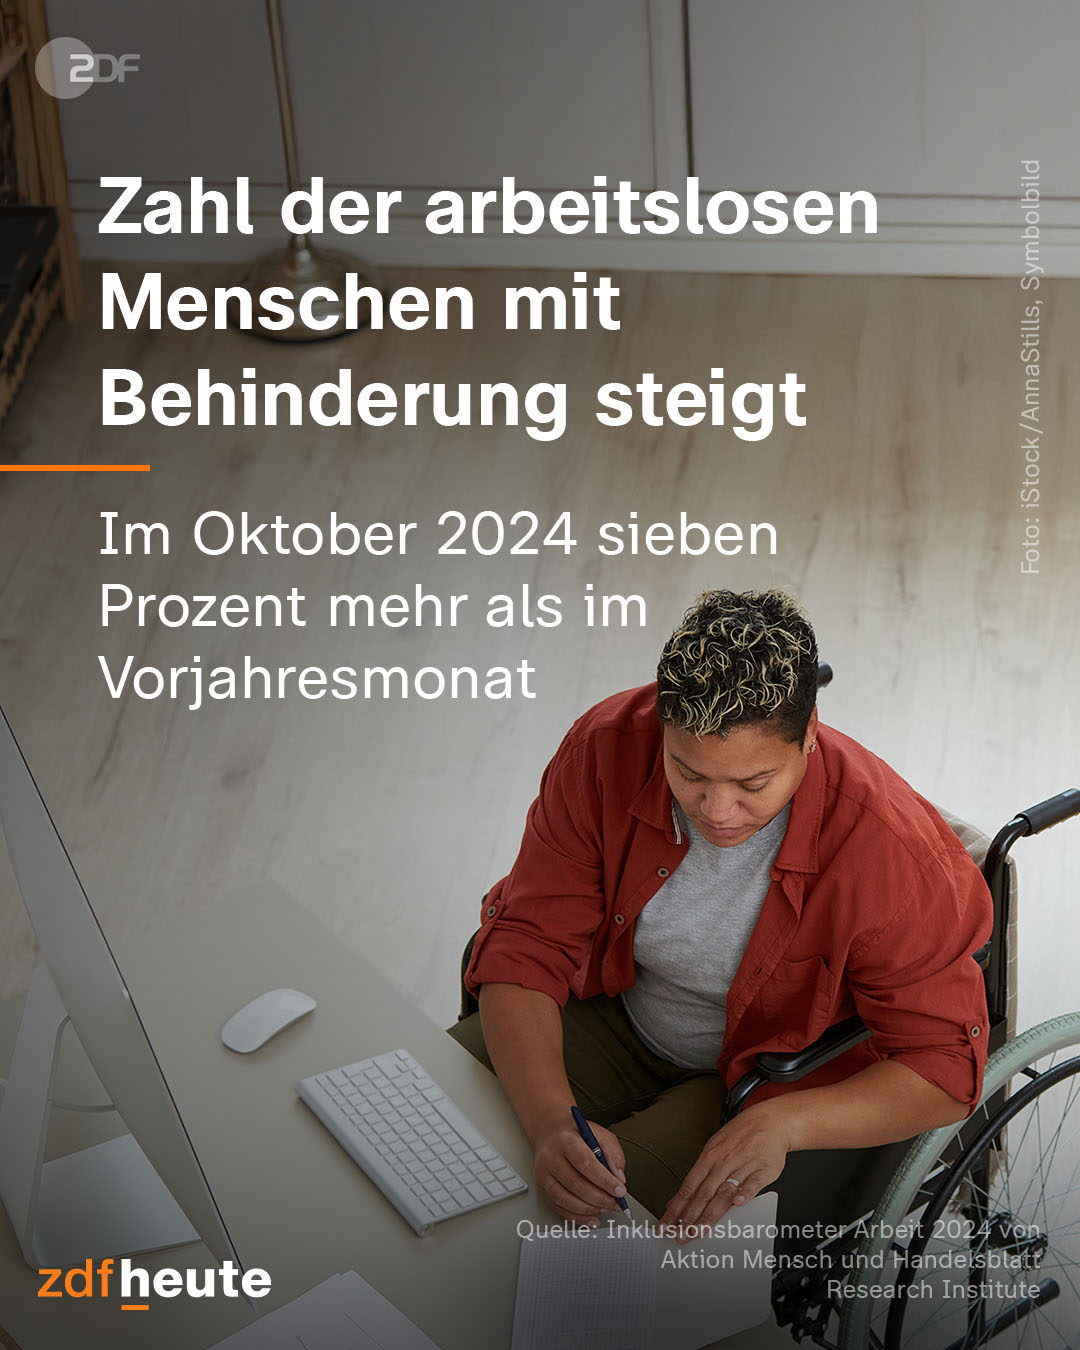 ZDF
Zahl der arbeitslosen
Menschen mit
Behinderung steigt
Im Oktober 2024 sieben
Prozent mehr als im
Vorjahresmonat
Foto: iStock/AnnaStills, Symbolbild
Quelle: Inklusionsbarometer Arbeit 2024 von
Aktion Mensch und Handelsblatt
Research Institute
zdfheute